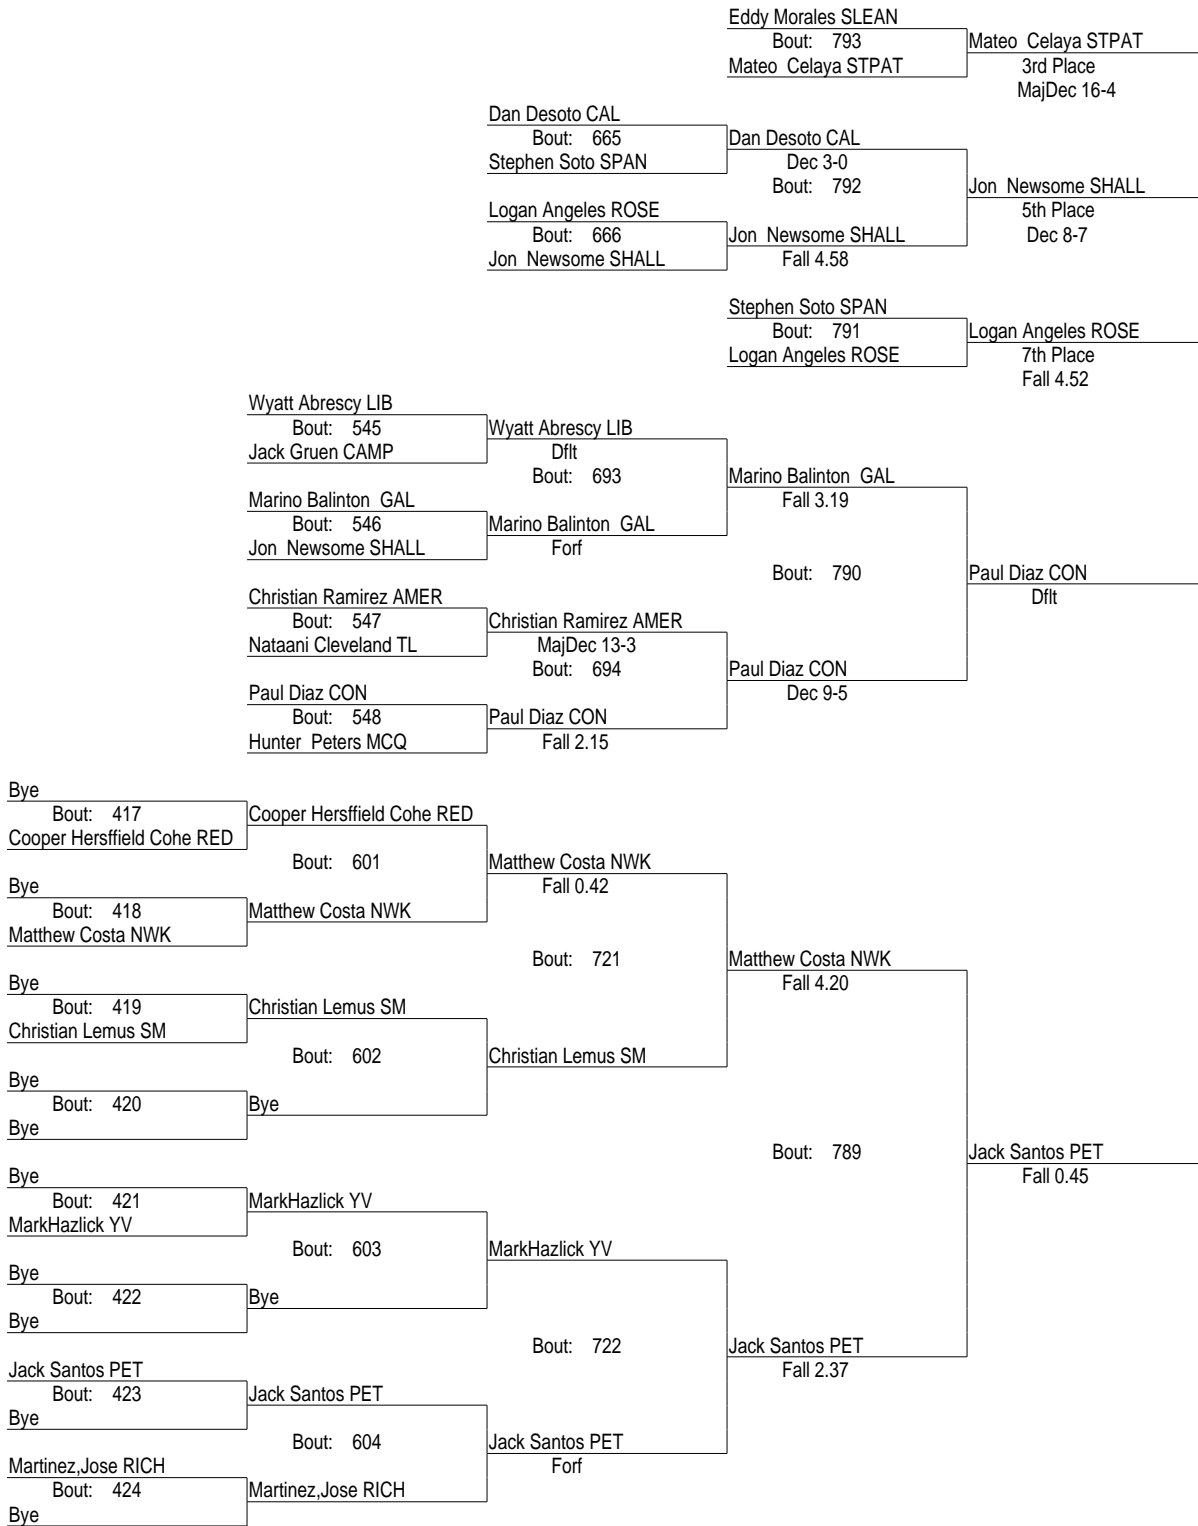 Eddy Morales SLEAN
Bout: 793
Mateo Celaya STPAT
Mateo Celaya STPAT
3rd Place
MajDec 16-4
Dan Desoto CAL
Bout: 665
Stephen Soto SPAN
Dan Desoto CAL
Dec 3-0
Bout: 792
Jon Newsome SHALL
5th Place
Dec 8-7
Logan Angeles ROSE
Bout: 666
Jon Newsome SHALL
Jon Newsome SHALL
Fall 4.58
Stephen Soto SPAN
Bout: 791
Logan Angeles ROSE
Logan Angeles ROSE
7th Place
Fall 4.52
Wyatt Abrescy LIB
Bout: 545
Jack Gruen CAMP
Wyatt Abrescy LIB
Dflt
Bout: 693
Marino Balinton GAL
Fall 3.19
Marino Balinton GAL
Bout: 546
Jon Newsome SHALL
Marino Balinton GAL
Forf
Bout: 790
Paul Diaz CON
Dflt
Christian Ramirez AMER
Bout: 547
Nataani Cleveland TL
Christian Ramirez AMER
MajDec 13-3
Bout: 694
Paul Diaz CON
Dec 9-5
Paul Diaz CON
Bout: 548
Hunter Peters MCQ
Paul Diaz CON
Fall 2.15
Bye
Bout: 417
Cooper Hersffield Cohe RED
Cooper Hersffield Cohe RED
Bout: 601
Matthew Costa NWK
Fall 0.42
Bye
Bout: 418
Matthew Costa NWK
Matthew Costa NWK
Bout: 721
Matthew Costa NWK
Fall 4.20
Bye
Bout: 419
Christian Lemus SM
Christian Lemus SM
Bout: 602
Christian Lemus SM
Bye
Bout: 420
Bye
Bye
Bout: 789
Jack Santos PET
Fall 0.45
Bye
Bout: 421
MarkHazlick YV
MarkHazlick YV
Bout: 603
MarkHazlick YV
Bye
Bout: 422
Bye
Bye
Bout: 722
Jack Santos PET
Fall 2.37
Jack Santos PET
Bout: 423
Bye
Jack Santos PET
Bout: 604
Jack Santos PET
Forf
Martinez,Jose RICH
Bout: 424
Bye
Martinez,Jose RICH